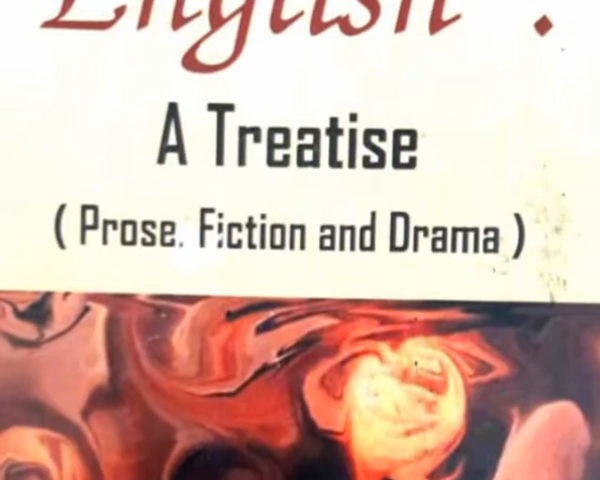 English .
A Treatise
( Prose. Fiction and Drama )